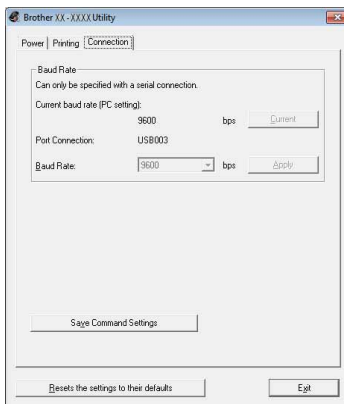 Brother XX - XXXX Utility
Power Printing Connection
Baud Rate
Can only be specified with a serial connection.
Current baud rate (PC setting):
9600 bps Current
Port Connection: USB003
Baud Rate: 9600 bps Apply
Save Command Settings
Resets the settings to their defaults Exit